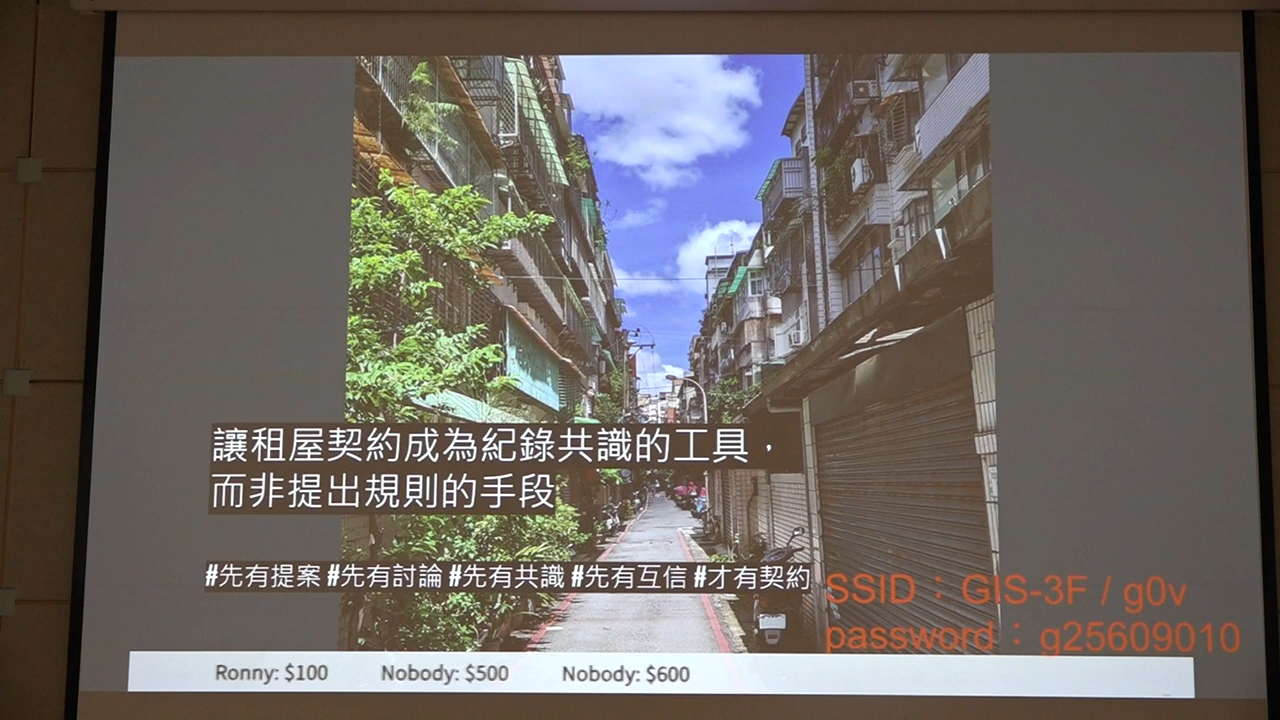 讓租屋契約成為紀錄共識的工具，
而非提出規則的手段
#先有提案 #先有討論 #先有共識 #先有互信 #才有契約
SSID：GIS-3F / g0v
password：g25609010
Ronny: $100 Nobody: $500 Nobody: $600